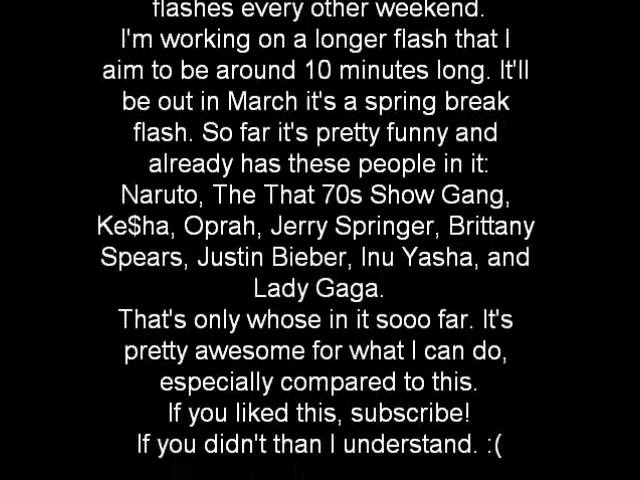 flashes every other weekend.
I'm working on a longer flash that I
aim to be around 10 minutes long. It'll
be out in March it's a spring break
flash. So far it's pretty funny and
already has these people in it:
Naruto, The That 70s Show Gang,
Ke$ha, Oprah, Jerry Springer, Brittany
Spears, Justin Bieber, Inu Yasha, and
Lady Gaga.
That's only whose in it sooo far. It's
pretty awesome for what I can do,
especially compared to this.
If you liked this, subscribe!
If you didn't than I understand. :(